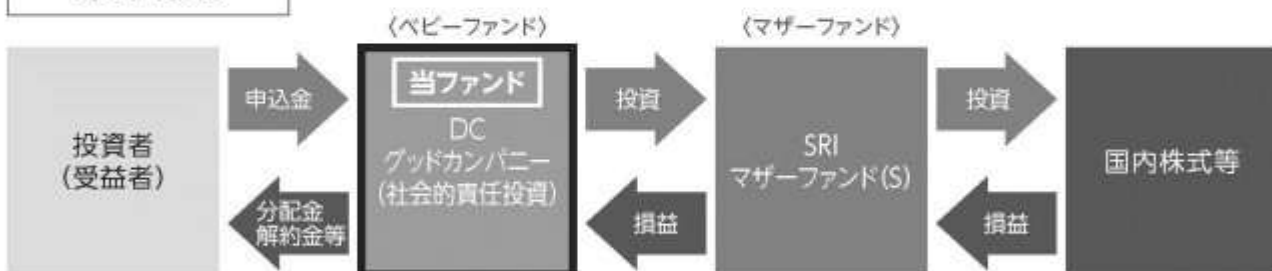 〈ベビーファンド〉
〈マザーファンド〉
投資者
(受益者)
申込金
分配金
解約金等
当ファンド
DC
グッドカンパニー
(社会的責任投資)
投資
損益
SRI
マザーファンド(S)
投資
損益
国内株式等